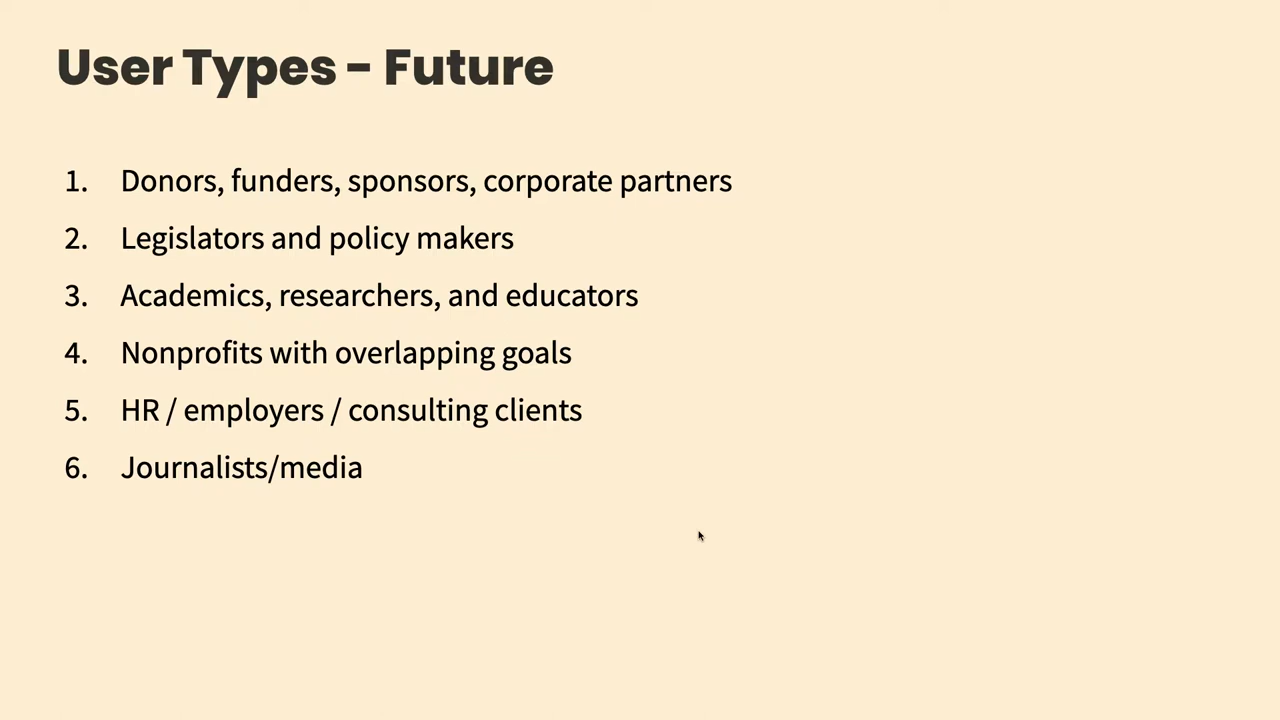 User Types - Future
1. Donors, funders, sponsors, corporate partners
2. Legislators and policy makers
3. Academics, researchers, and educators
4. Nonprofits with overlapping goals
5. HR / employers / consulting clients
6. Journalists/media